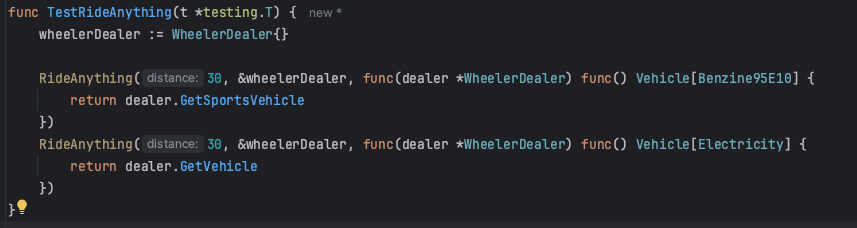 func TestRideAnything(t *testing.T) { new *
wheelerDealer := WheelerDealer{}
RideAnything( distance: 30, &wheelerDealer, func(dealer *WheelerDealer) func() Vehicle[Benzine95E10] {
return dealer.GetSportsVehicle
})
RideAnything( distance: 30, &wheelerDealer, func(dealer *WheelerDealer) func() Vehicle[Electricity] {
return dealer.GetVehicle
})
}